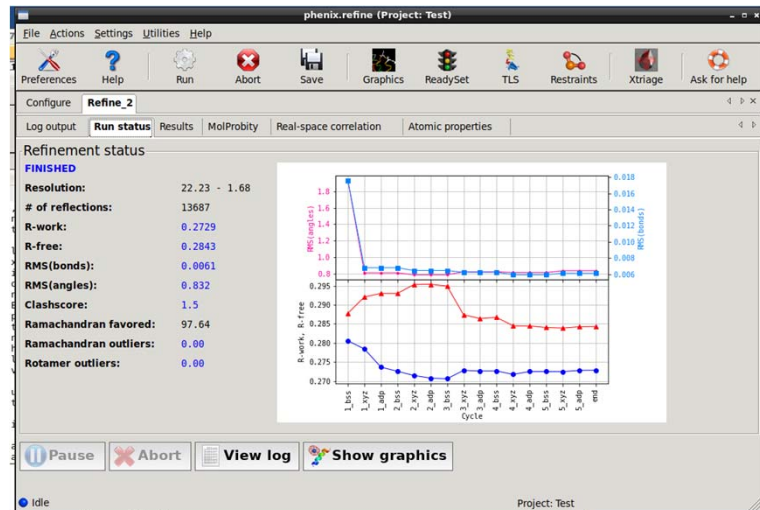 phenix.refine (Project: Test)
File Actions Settings Utilities Help
Preferences Help Run Abort Save Graphics ReadySet TLS Restraints Xtriage Ask for help
Configure Refine_2
Log output Run status Results MolProbity Real-space correlation Atomic properties
Refinement status
FINISHED
Resolution: 22.23 - 1.68
# of reflections: 13687
R-work: 0.2729
R-free: 0.2843
RMS(bonds): 0.0061
RMS(angles): 0.832
Clashscore: 1.5
Ramachandran favored: 97.64
Ramachandran outliers: 0.00
Rotamer outliers: 0.00
RMS(angles)
1.8
1.6
1.4
1.2
1.0
0.8
RMS(bonds)
0.018
0.016
0.014
0.012
0.010
0.008
0.006
R-work, R-free
0.295
0.290
0.285
0.280
0.275
0.270
1_bss 1_xyz 1_adp 2_bss 2_xyz 2_adp 3_bss 3_xyz 3_adp 4_bss 4_xyz 4_adp 5_bss 5_xyz 5_adp end
Cycle
Pause Abort View log Show graphics
Idle Project: Test